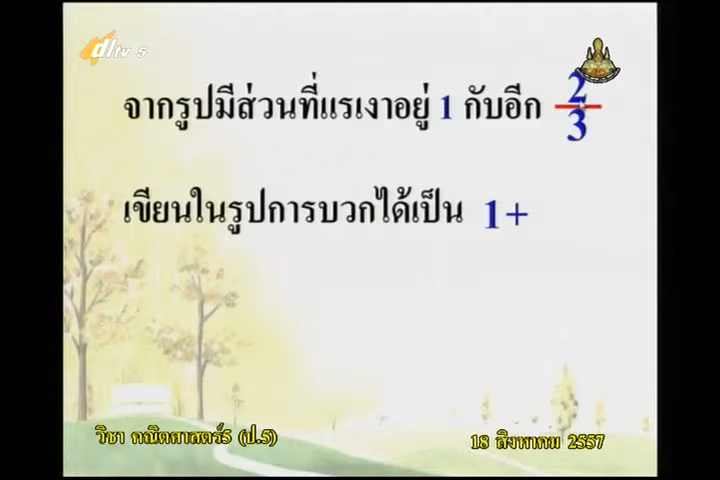 dltv 5
จากรูปมีส่วนที่แรเงาอยู่ 1 กับอีก 2/3
เขียนในรูปการบวกได้เป็น 1+
วิชา คณิตศาสตร์5 (ป.5)
18 สิงหาคม 2557